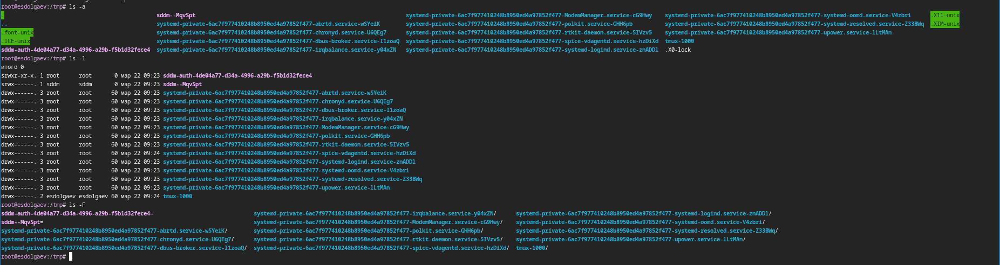 root@esdolgaev:/tmp# ls -a
. sddm--MqvSpt systemd-private-6ac7f977410248b8950ed4a97852f477-ModemManager.service-cG9Hwy systemd-private-6ac7f977410248b8950ed4a97852f477-systemd-oomd.service-V4zbri .X11-unix
.. systemd-private-6ac7f977410248b8950ed4a97852f477-abrtd.service-wSYeiK systemd-private-6ac7f977410248b8950ed4a97852f477-polkit.service-GHH6pb systemd-private-6ac7f977410248b8950ed4a97852f477-systemd-resolved.service-Z33BWq .XIM-unix
.font-unix systemd-private-6ac7f977410248b8950ed4a97852f477-chronyd.service-U6QEg7 systemd-private-6ac7f977410248b8950ed4a97852f477-rtkit-daemon.service-5IVzv5 systemd-private-6ac7f977410248b8950ed4a97852f477-upower.service-lLtMAn
.ICE-unix systemd-private-6ac7f977410248b8950ed4a97852f477-dbus-broker.service-I1zoaQ systemd-private-6ac7f977410248b8950ed4a97852f477-spice-vdagentd.service-hzDiXd tmux-1000
sddm-auth-4de04a77-d34a-4996-a29b-f5b1d32fece4 systemd-private-6ac7f977410248b8950ed4a97852f477-irqbalance.service-y04xZN systemd-private-6ac7f977410248b8950ed4a97852f477-systemd-logind.service-znADDl .X0-lock
root@esdolgaev:/tmp# ls -l
итого 0
srwxr-xr-x. 1 root root 0 мар 22 09:23 sddm-auth-4de04a77-d34a-4996-a29b-f5b1d32fece4
srwx------. 1 sddm sddm 0 мар 22 09:23 sddm--MqvSpt
drwx------. 3 root root 60 мар 22 09:23 systemd-private-6ac7f977410248b8950ed4a97852f477-abrtd.service-wSYeiK
drwx------. 3 root root 60 мар 22 09:23 systemd-private-6ac7f977410248b8950ed4a97852f477-chronyd.service-U6QEg7
drwx------. 3 root root 60 мар 22 09:23 systemd-private-6ac7f977410248b8950ed4a97852f477-dbus-broker.service-I1zoaQ
drwx------. 3 root root 60 мар 22 09:23 systemd-private-6ac7f977410248b8950ed4a97852f477-irqbalance.service-y04xZN
drwx------. 3 root root 60 мар 22 09:23 systemd-private-6ac7f977410248b8950ed4a97852f477-ModemManager.service-cG9Hwy
drwx------. 3 root root 60 мар 22 09:23 systemd-private-6ac7f977410248b8950ed4a97852f477-polkit.service-GHH6pb
drwx------. 3 root root 60 мар 22 09:23 systemd-private-6ac7f977410248b8950ed4a97852f477-rtkit-daemon.service-5IVzv5
drwx------. 3 root root 60 мар 22 09:24 systemd-private-6ac7f977410248b8950ed4a97852f477-spice-vdagentd.service-hzDiXd
drwx------. 3 root root 60 мар 22 09:23 systemd-private-6ac7f977410248b8950ed4a97852f477-systemd-logind.service-znADDl
drwx------. 3 root root 60 мар 22 09:23 systemd-private-6ac7f977410248b8950ed4a97852f477-systemd-oomd.service-V4zbri
drwx------. 3 root root 60 мар 22 09:23 systemd-private-6ac7f977410248b8950ed4a97852f477-systemd-resolved.service-Z33BWq
drwx------. 3 root root 60 мар 22 09:23 systemd-private-6ac7f977410248b8950ed4a97852f477-upower.service-lLtMAn
drwx------. 2 esdolgaev esdolgaev 60 мар 22 09:24 tmux-1000
root@esdolgaev:/tmp# ls -F
sddm-auth-4de04a77-d34a-4996-a29b-f5b1d32fece4= systemd-private-6ac7f977410248b8950ed4a97852f477-irqbalance.service-y04xZN/ systemd-private-6ac7f977410248b8950ed4a97852f477-systemd-logind.service-znADDl/
sddm--MqvSpt= systemd-private-6ac7f977410248b8950ed4a97852f477-ModemManager.service-cG9Hwy/ systemd-private-6ac7f977410248b8950ed4a97852f477-systemd-oomd.service-V4zbri/
systemd-private-6ac7f977410248b8950ed4a97852f477-abrtd.service-wSYeiK/ systemd-private-6ac7f977410248b8950ed4a97852f477-polkit.service-GHH6pb/ systemd-private-6ac7f977410248b8950ed4a97852f477-systemd-resolved.service-Z33BWq/
systemd-private-6ac7f977410248b8950ed4a97852f477-chronyd.service-U6QEg7/ systemd-private-6ac7f977410248b8950ed4a97852f477-rtkit-daemon.service-5IVzv5/ systemd-private-6ac7f977410248b8950ed4a97852f477-upower.service-lLtMAn/
systemd-private-6ac7f977410248b8950ed4a97852f477-dbus-broker.service-I1zoaQ/ systemd-private-6ac7f977410248b8950ed4a97852f477-spice-vdagentd.service-hzDiXd/ tmux-1000/
root@esdolgaev:/tmp#